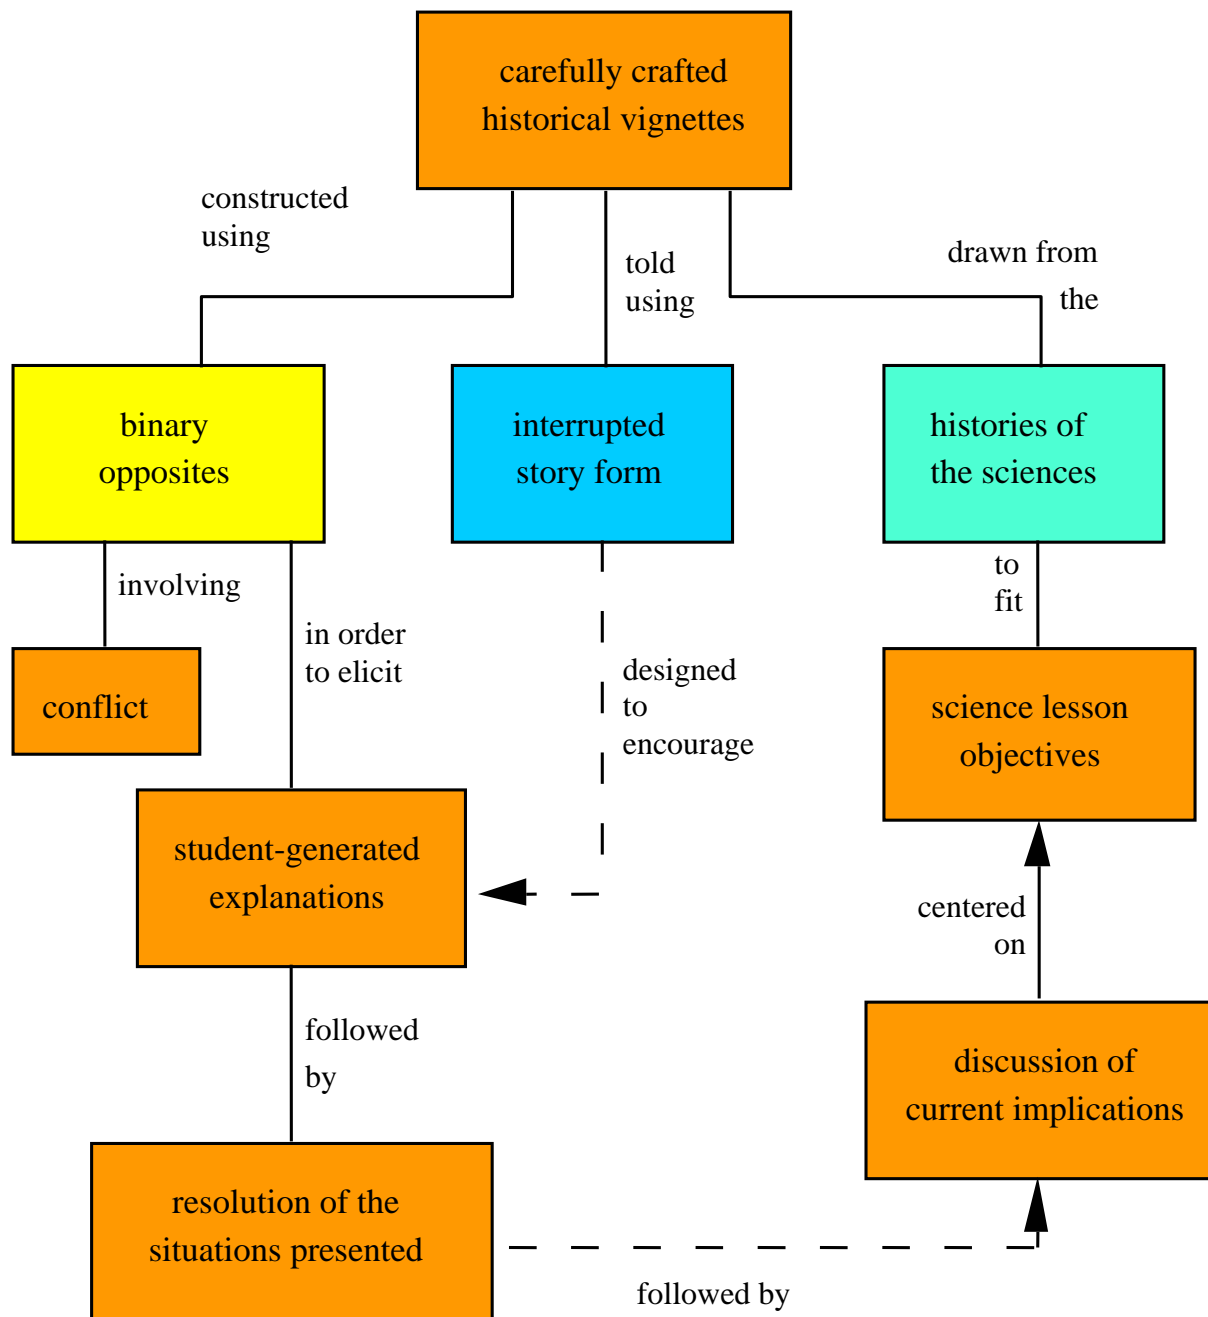 carefully crafted
historical vignettes
constructed
using
told
using
drawn from
the
binary
opposites
interrupted
story form
histories of
the sciences
involving
in order
to elicit
designed
to
encourage
to
fit
conflict
science lesson
objectives
student-generated
explanations
centered
on
followed
by
discussion of
current implications
resolution of the
situations presented
followed by